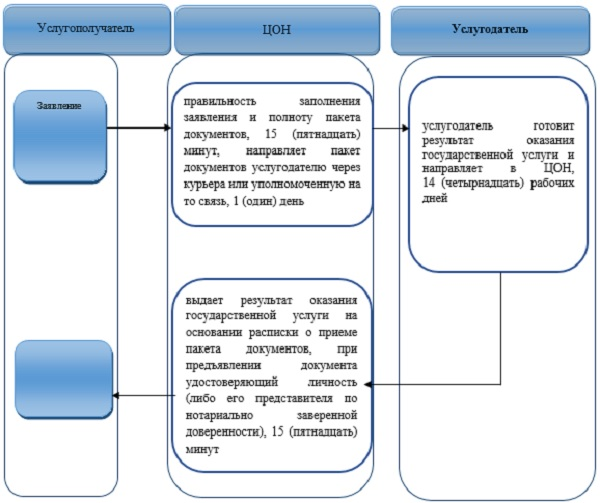 Услугополучатель
ЦОН
Услугодатель
Заявление
правильность заполнения
заявления и полноту пакета
документов, 15 (пятнадцать)
минут, направляет пакет
документов услугодателю через
курьера или уполномоченную на
то связь, 1 (один) день
услугодатель готовит
результат оказания
государственной услуги и
направляет в ЦОН,
14 (четырнадцать) рабочих
дней
выдает результат оказания
государственной услуги на
основании расписки о приеме
пакета документов, при
предъявлении документа
удостоверяющий личность
(либо его представителя по
нотариально заверенной
доверенности), 15 (пятнадцать)
минут